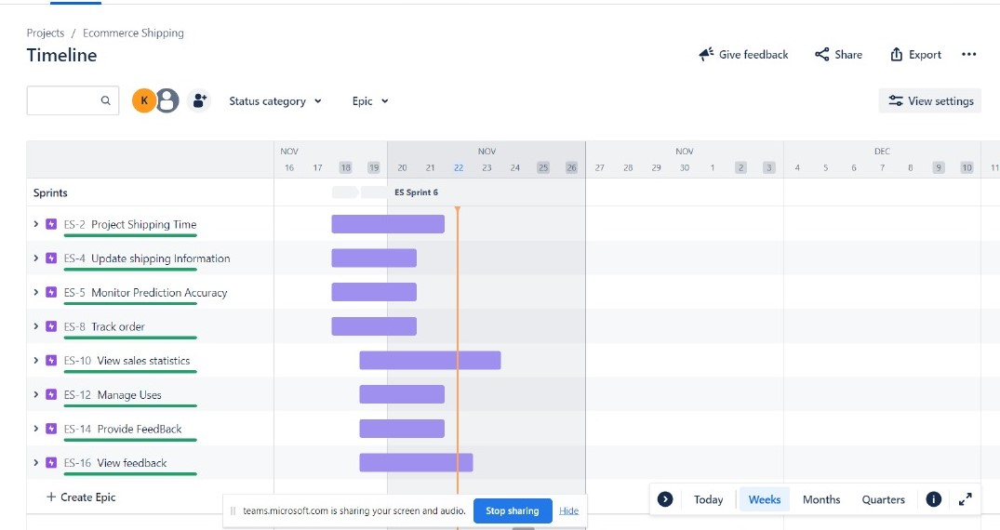 Projects / Ecommerce Shipping
Timeline
Give feedback
Share
Export
K
Status category
Epic
View settings
NOV NOV NOV DEC
16 17 18 19 20 21 22 23 24 25 26 27 28 29 30 1 2 3 4 5 6 7 8 9 10 11
Sprints
ES Sprint 6
ES-2 Project Shipping Time
ES-4 Update shipping Information
ES-5 Monitor Prediction Accuracy
ES-8 Track order
ES-10 View sales statistics
ES-12 Manage Uses
ES-14 Provide FeedBack
ES-16 View feedback
+ Create Epic
Today Weeks Months Quarters
teams.microsoft.com is sharing your screen and audio. Stop sharing Hide